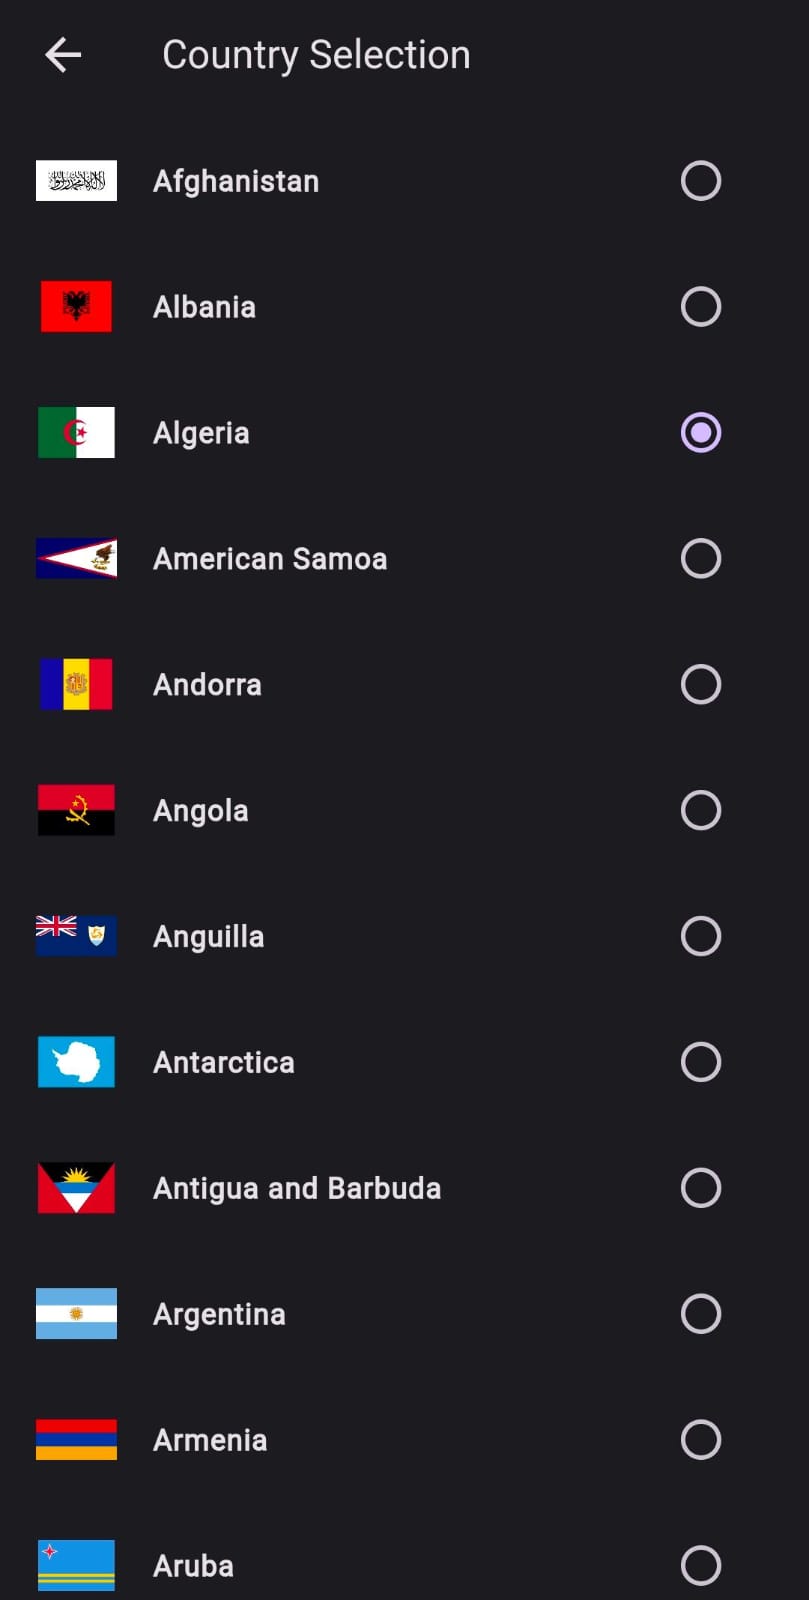 Country Selection
Afghanistan
Albania
Algeria
American Samoa
Andorra
Angola
Anguilla
Antarctica
Antigua and Barbuda
Argentina
Armenia
Aruba